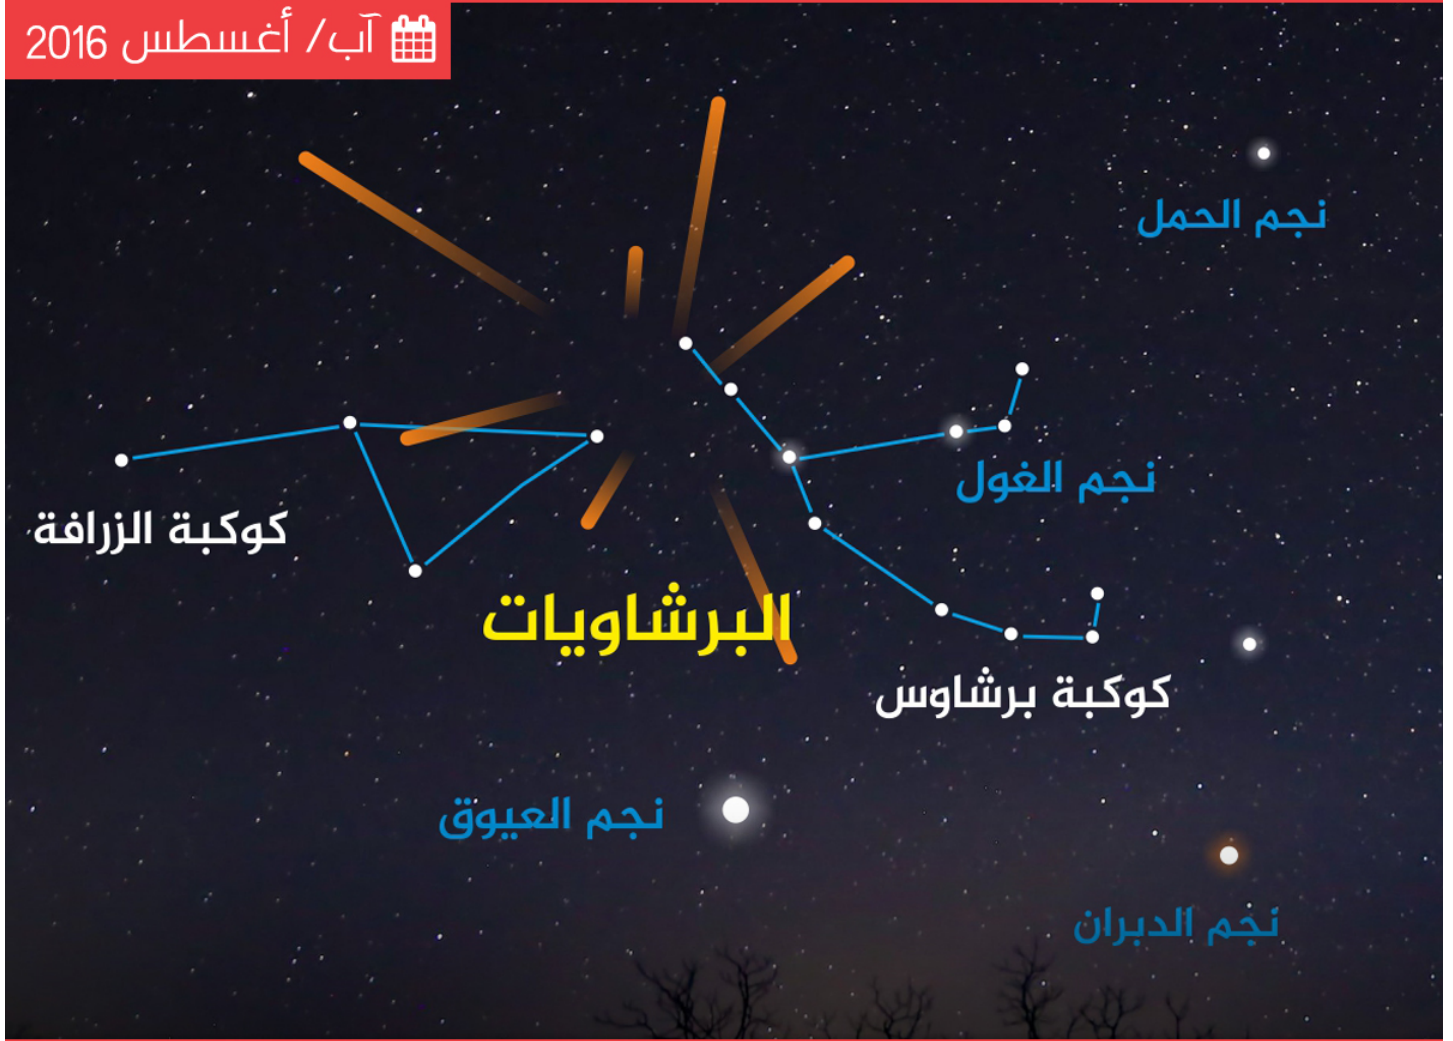 آب/ أغسطس 2016
نجم الحمل
نجم الغول
كوكبة الزرافة
البرشاويات
كوكبة برشاوس
نجم العيوق
نجم الدبران